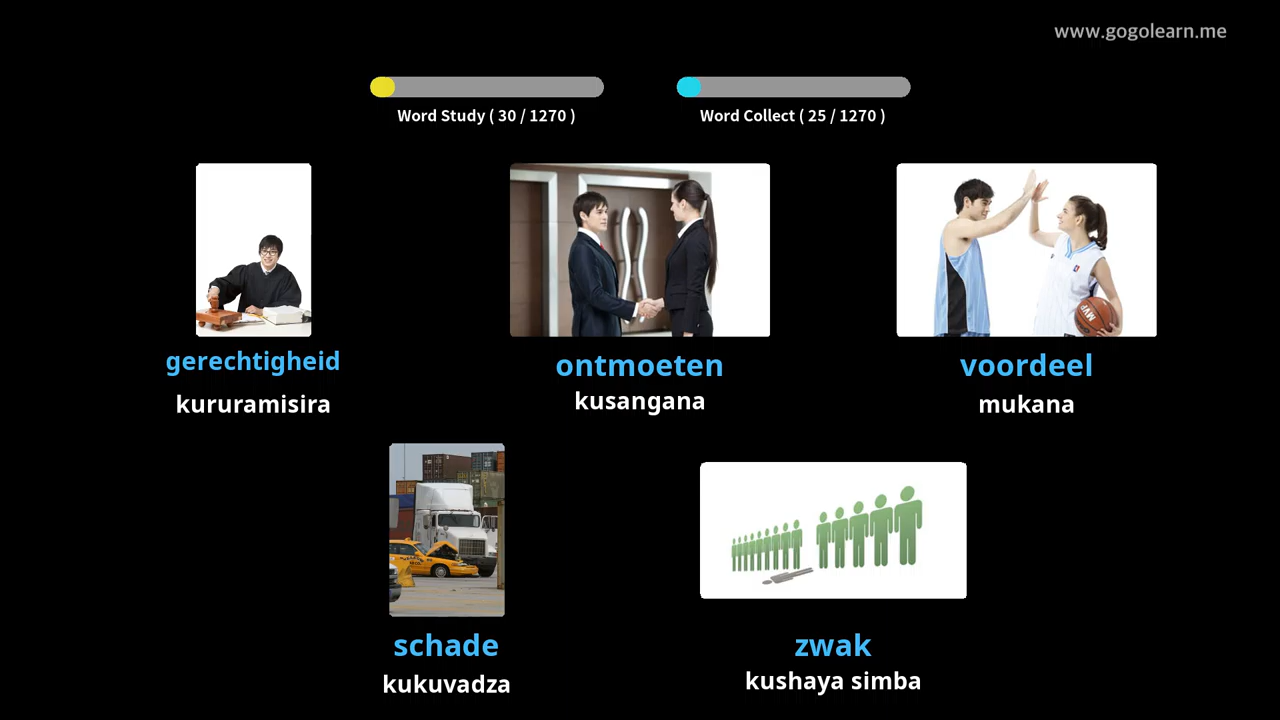 www.gogolearn.me
Word Study ( 30 / 1270 )
Word Collect ( 25 / 1270 )
gerechtigheid
kururamisira
ontmoeten
kusangana
voordeel
mukana
schade
kukuvadza
zwak
kushaya simba